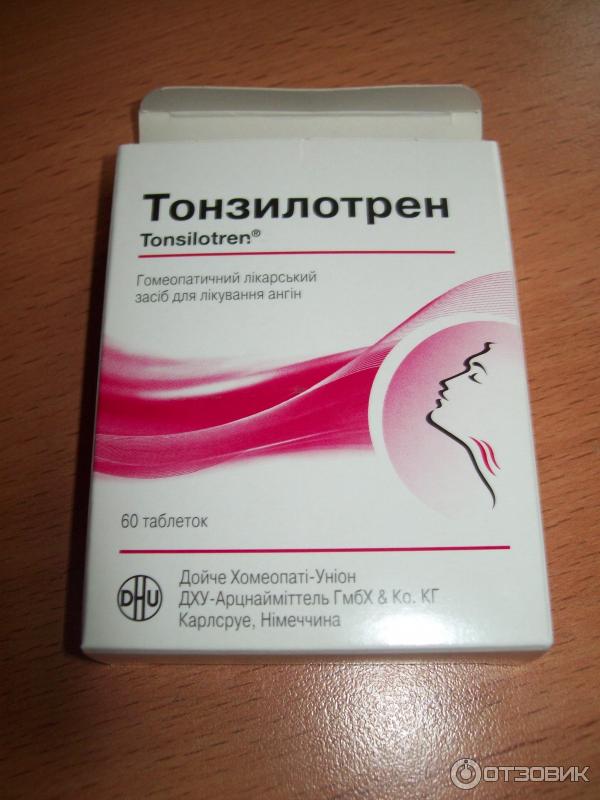 Тонзилотрен
Tonsilotren®
Гомеопатичний лікарський
засіб для лікування ангін
60 таблеток
DHU
Дойче Хомеопаті-Уніон
ДХУ-Арцнайміттель ГмбХ & Ко. КГ
Карлсруе, Німеччина
ОТЗОВИК